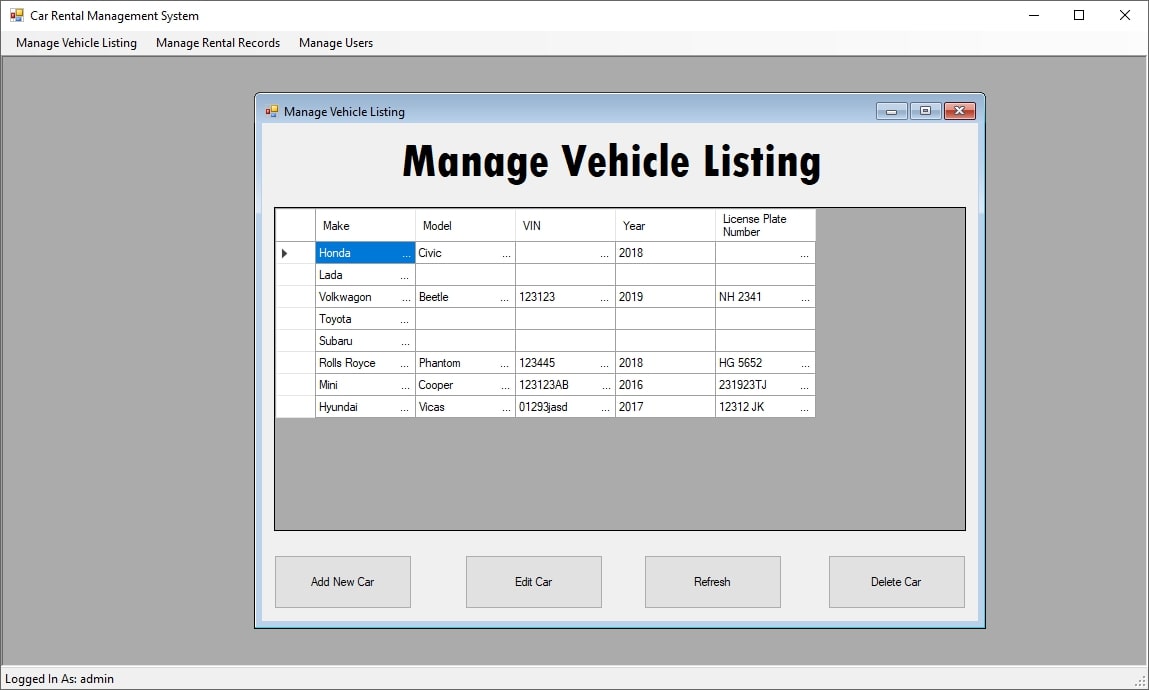 Car Rental Management System
Manage Vehicle Listing Manage Rental Records Manage Users
Manage Vehicle Listing
Manage Vehicle Listing
Make Model VIN Year License Plate Number
Honda ... Civic ... ... 2018 ...
Lada ...
Volkwagon ... Beetle ... 123123 ... 2019 NH 2341 ...
Toyota ...
Subaru ...
Rolls Royce ... Phantom ... 123445 ... 2018 HG 5652 ...
Mini ... Cooper ... 123123AB ... 2016 231923TJ ...
Hyundai ... Vicas ... 01293jasd ... 2017 12312 JK ...
Add New Car Edit Car Refresh Delete Car
Logged In As: admin